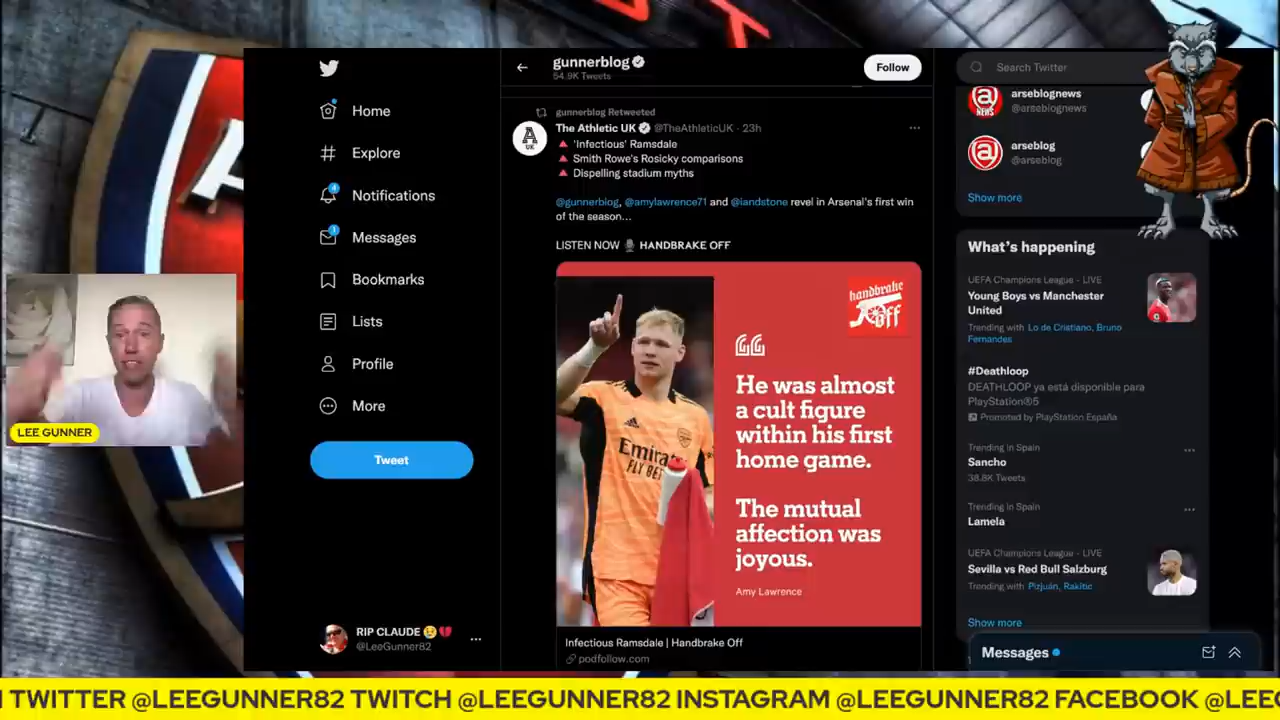 gunnerblog
54.9K Tweets
Follow
Search Twitter
Home
Explore
Notifications
4
Messages
1
Bookmarks
Lists
Profile
More
Tweet
RIP CLAUDE 😢💔
@LeeGunner82
gunnerblog Retweeted
The Athletic UK @TheAthleticUK · 23h
🔺 'Infectious' Ramsdale
🔺 Smith Rowe's Rosicky comparisons
🔺 Dispelling stadium myths
@gunnerblog, @amylawrence71 and @iandstone revel in Arsenal's first win
of the season...
LISTEN NOW 🎙 HANDBRAKE OFF
handbrake
off
He was almost
a cult figure
within his first
home game.
The mutual
affection was
joyous.
Amy Lawrence
Emirates
FLY BE
Infectious Ramsdale | Handbrake Off
podfollow.com
NEWS
arseblognews
@arseblognews
arseblog
@arseblog
Show more
What's happening
UEFA Champions League · LIVE
Young Boys vs Manchester
United
Trending with Lo de Cristiano, Bruno
Fernandes
#Deathloop
DEATHLOOP ya está disponible para
PlayStation®5
Promoted by PlayStation España
Trending in Spain
Sancho
38.8K Tweets
Trending in Spain
Lamela
UEFA Champions League · LIVE
Sevilla vs Red Bull Salzburg
Trending with Pizjuán, Rakitic
Show more
Messages
LEE GUNNER
TWITTER @LEEGUNNER82 TWITCH @LEEGUNNER82 INSTAGRAM @LEEGUNNER82 FACEBOOK @LEE